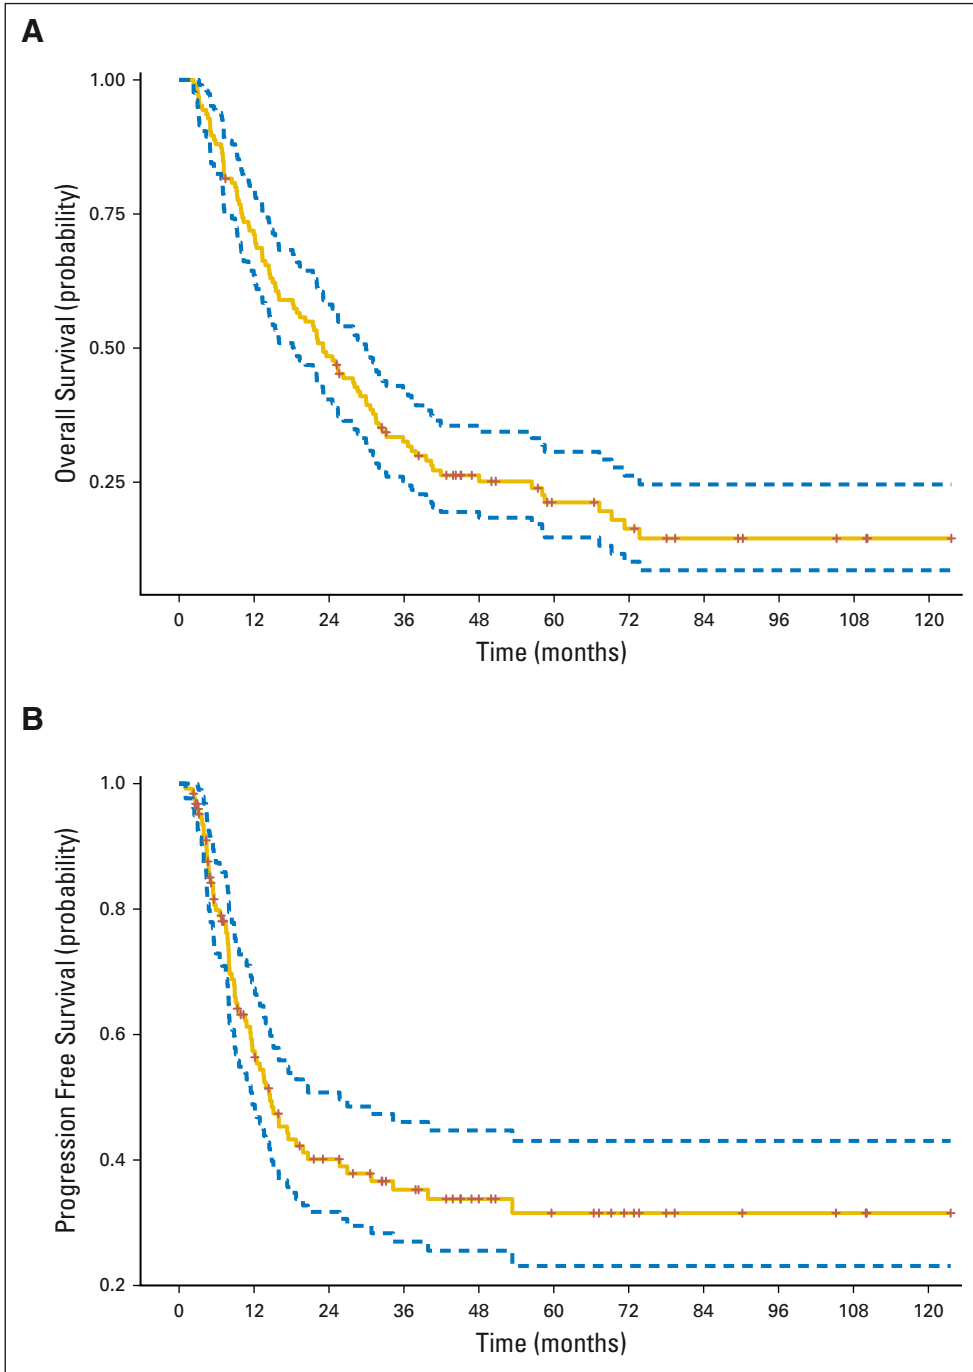 A
1.00
0.75
0.50
0.25
Overall Survival (probability)
0 12 24 36 48 60 72 84 96 108 120
Time (months)
B
1.0
0.8
0.6
0.4
0.2
Progression Free Survival (probability)
0 12 24 36 48 60 72 84 96 108 120
Time (months)